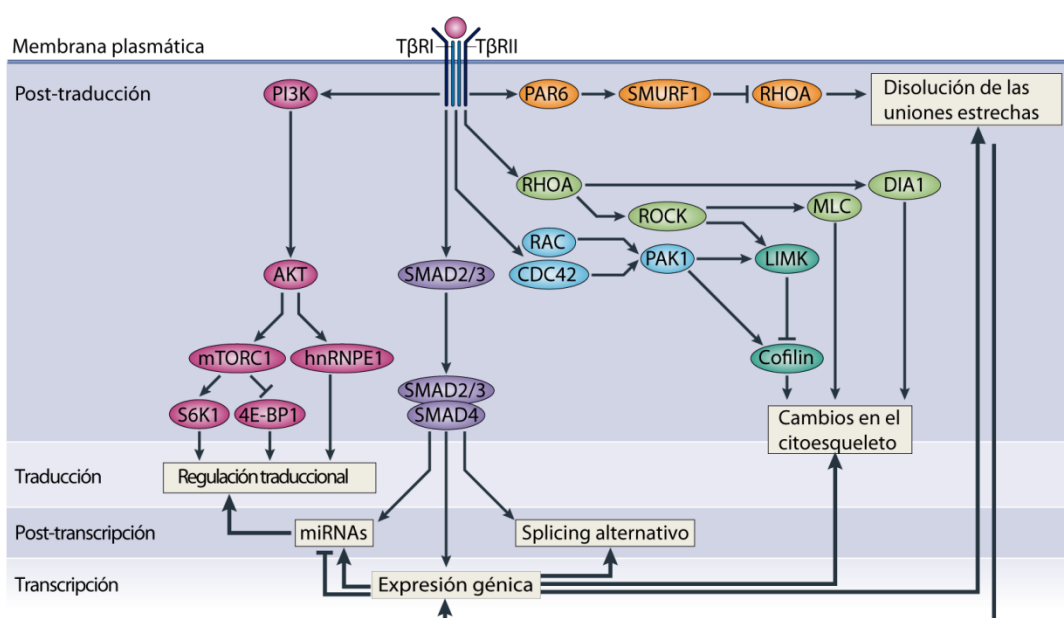 Membrana plasmática
TβRI
TβRII
Post-traducción
PI3K
PAR6
SMURF1
RHOA
Disolución de las
uniones estrechas
RHOA
DIA1
ROCK
MLC
RAC
CDC42
PAK1
LIMK
AKT
SMAD2/3
mTORC1
hnRNPE1
Cofilin
SMAD2/3
SMAD4
S6K1
4E-BP1
Cambios en el
citoesqueleto
Traducción
Regulación traduccional
Post-transcripción
miRNAs
Splicing alternativo
Transcripción
Expresión génica